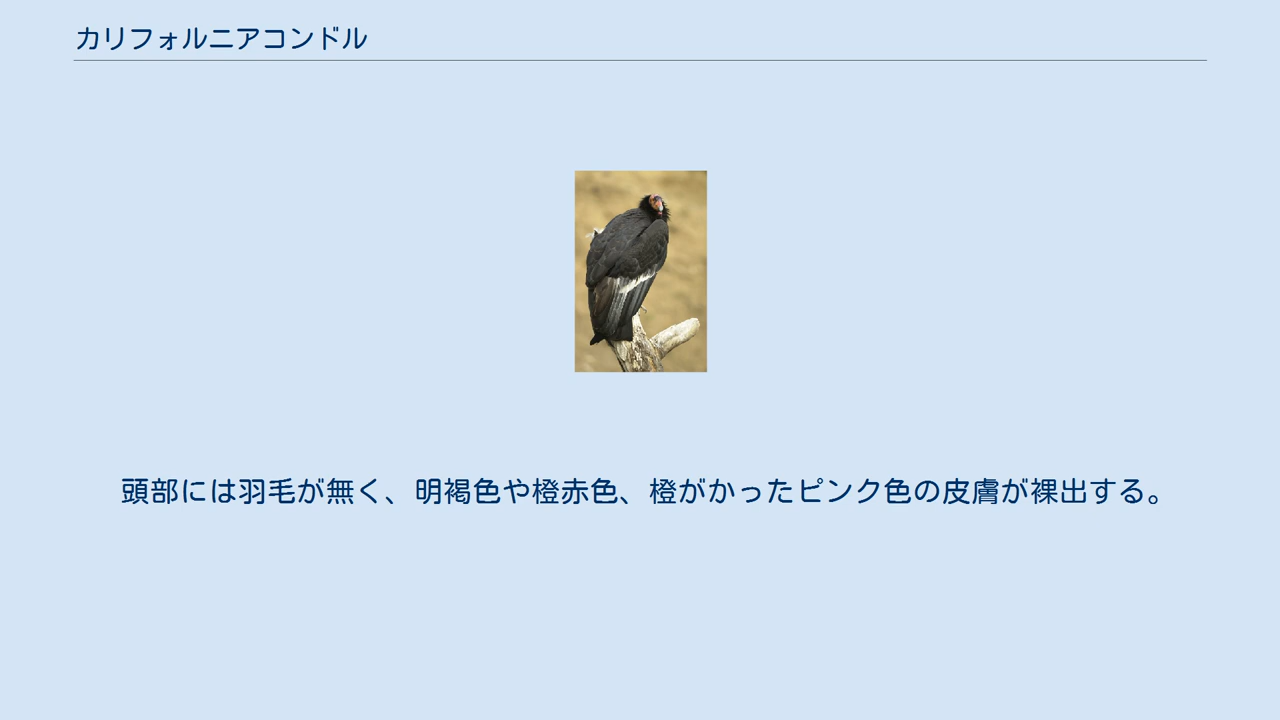 カリフォルニアコンドル
頭部には羽毛が無く、明褐色や橙赤色、橙がかったピンク色の皮膚が裸出する。